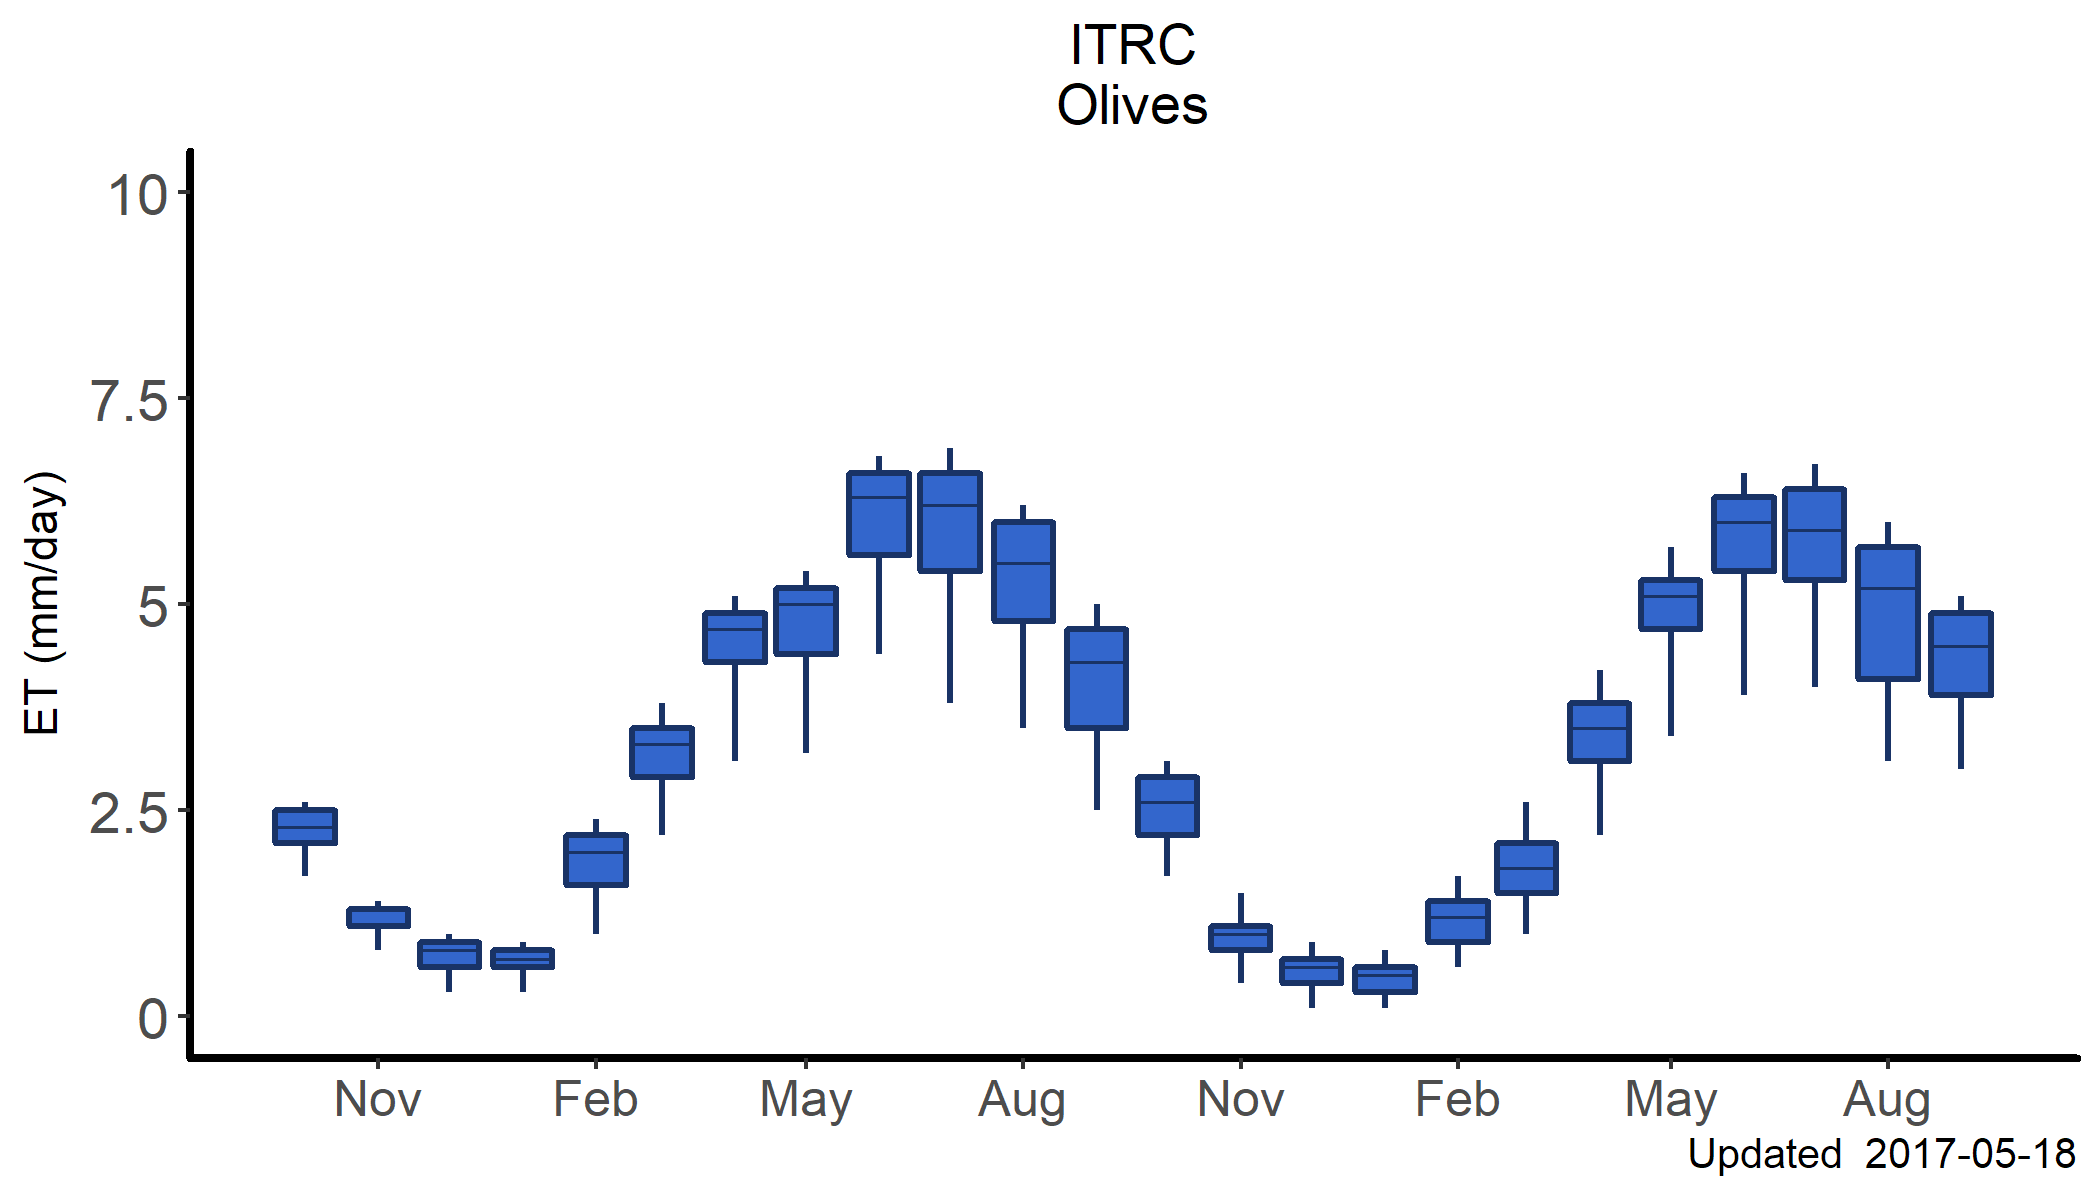 ITRC
Olives
ET (mm/day)
10
7.5
5
2.5
0
Nov Feb May Aug Nov Feb May Aug
Updated 2017-05-18